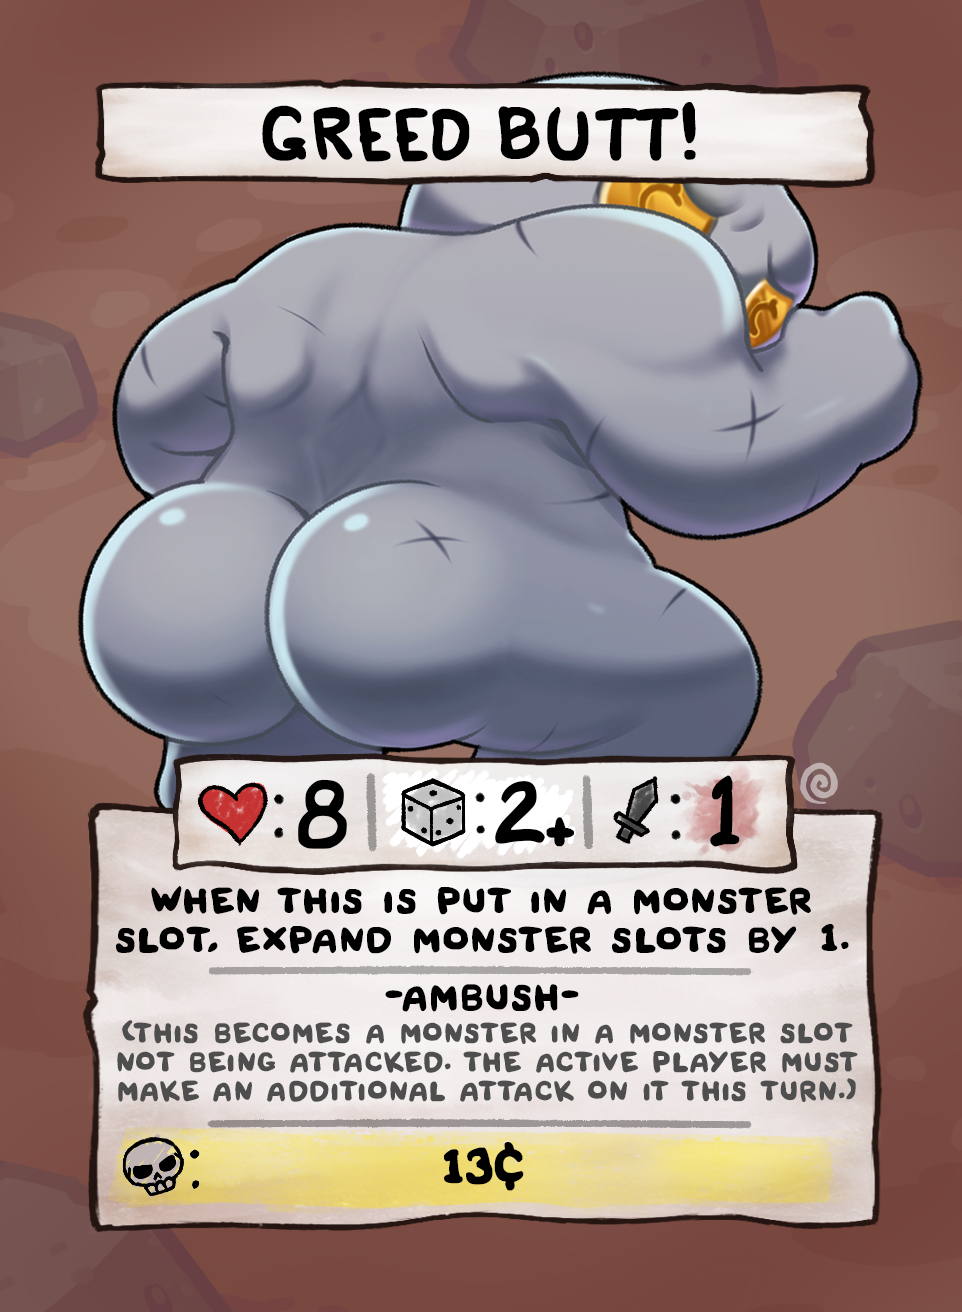 GREED BUTT!
8 2+ 1
WHEN THIS IS PUT IN A MONSTER
SLOT, EXPAND MONSTER SLOTS BY 1.
-AMBUSH-
(THIS BECOMES A MONSTER IN A MONSTER SLOT
NOT BEING ATTACKED. THE ACTIVE PLAYER MUST
MAKE AN ADDITIONAL ATTACK ON IT THIS TURN.)
: 13¢